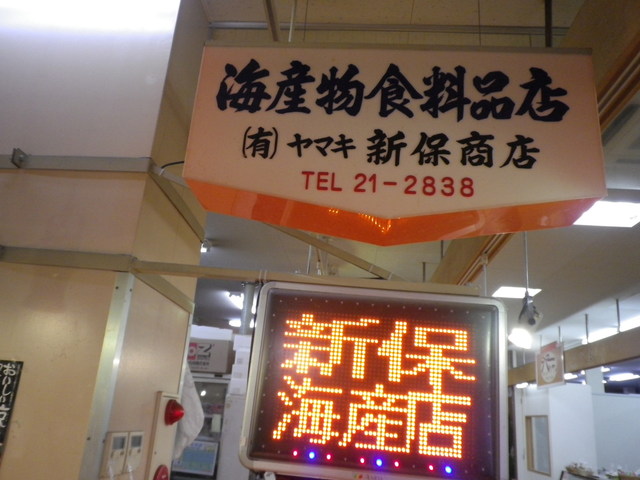 海産物食料品店
(有) ヤマキ 新保商店
TEL 21-2838
新保
海産店